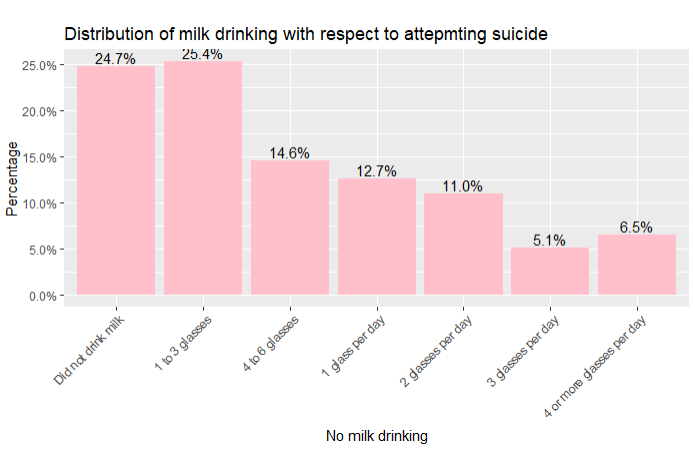 Distribution of milk drinking with respect to attepmting suicide
Percentage
25.0%
20.0%
15.0%
10.0%
5.0%
0.0%
24.7%
25.4%
14.6%
12.7%
11.0%
5.1%
6.5%
Did not drink milk
1 to 3 glasses
4 to 6 glasses
1 glass per day
2 glasses per day
3 glasses per day
4 or more glasses per day
No milk drinking